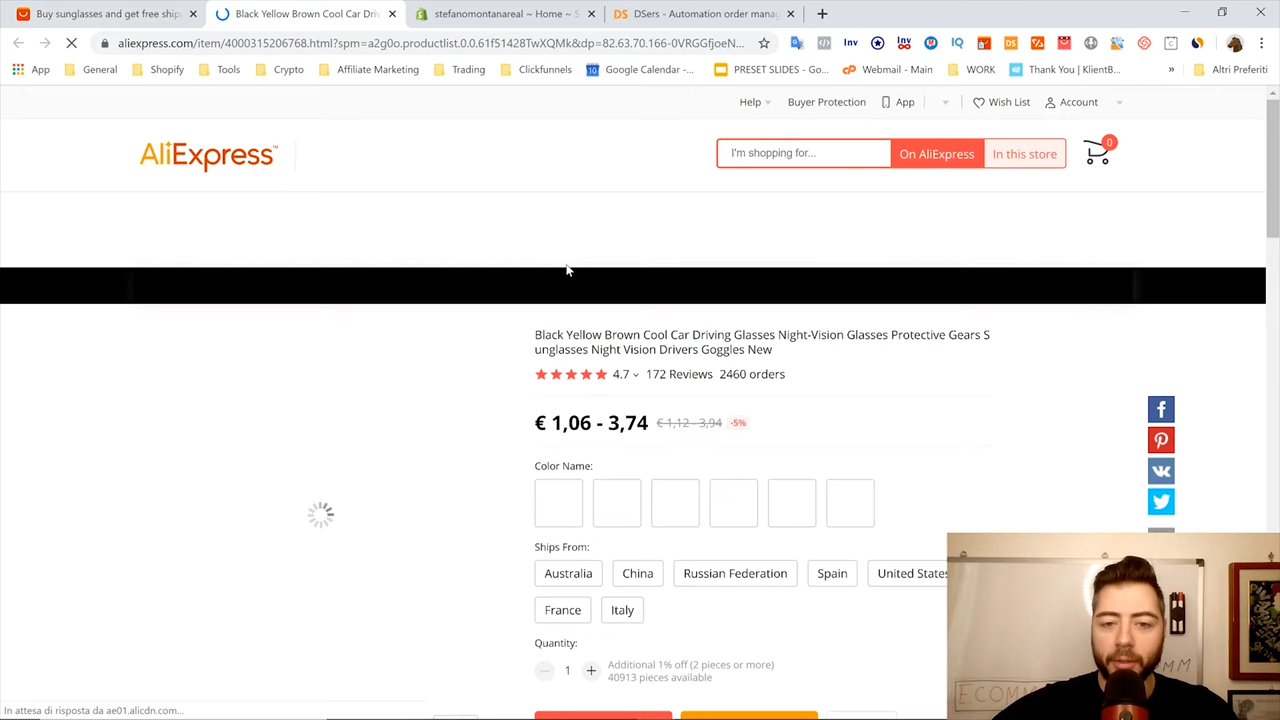 Buy sunglasses and get free ship
Black Yellow Brown Cool Car Driv
stefanomontanareal ~ Home ~ S
DSers - Automation order mana
aliexpress.com/item/4000315206768.html?spm=a2g0o.productlist.0.0.61f51428TwXQMk&dp=82.63.70.166-0VRGGfjoeN...
App
General
Shopify
Tools
Crypto
Affiliate Marketing
Trading
Clickfunnels
Google Calendar -...
PRESET SLIDES - Go...
Webmail - Main
WORK
Thank You | KlientB...
»
Altri Preferiti
Help
Buyer Protection
App
Wish List
Account
AliExpress™
I'm shopping for...
On AliExpress
In this store
0
Black Yellow Brown Cool Car Driving Glasses Night-Vision Glasses Protective Gears S
unglasses Night Vision Drivers Goggles New
4.7
172 Reviews
2460 orders
€ 1,06 - 3,74
€ 1,12 - 3,94
-5%
Color Name:
Ships From:
Australia
China
Russian Federation
Spain
United States
France
Italy
Quantity:
1
Additional 1% off (2 pieces or more)
40913 pieces available
In attesa di risposta da ae01.alicdn.com...